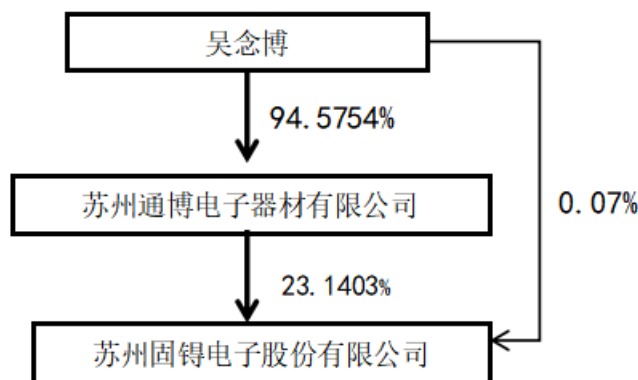 吴念博
94.5754%
苏州通博电子器材有限公司
0.07%
23.1403%
苏州固锝电子股份有限公司